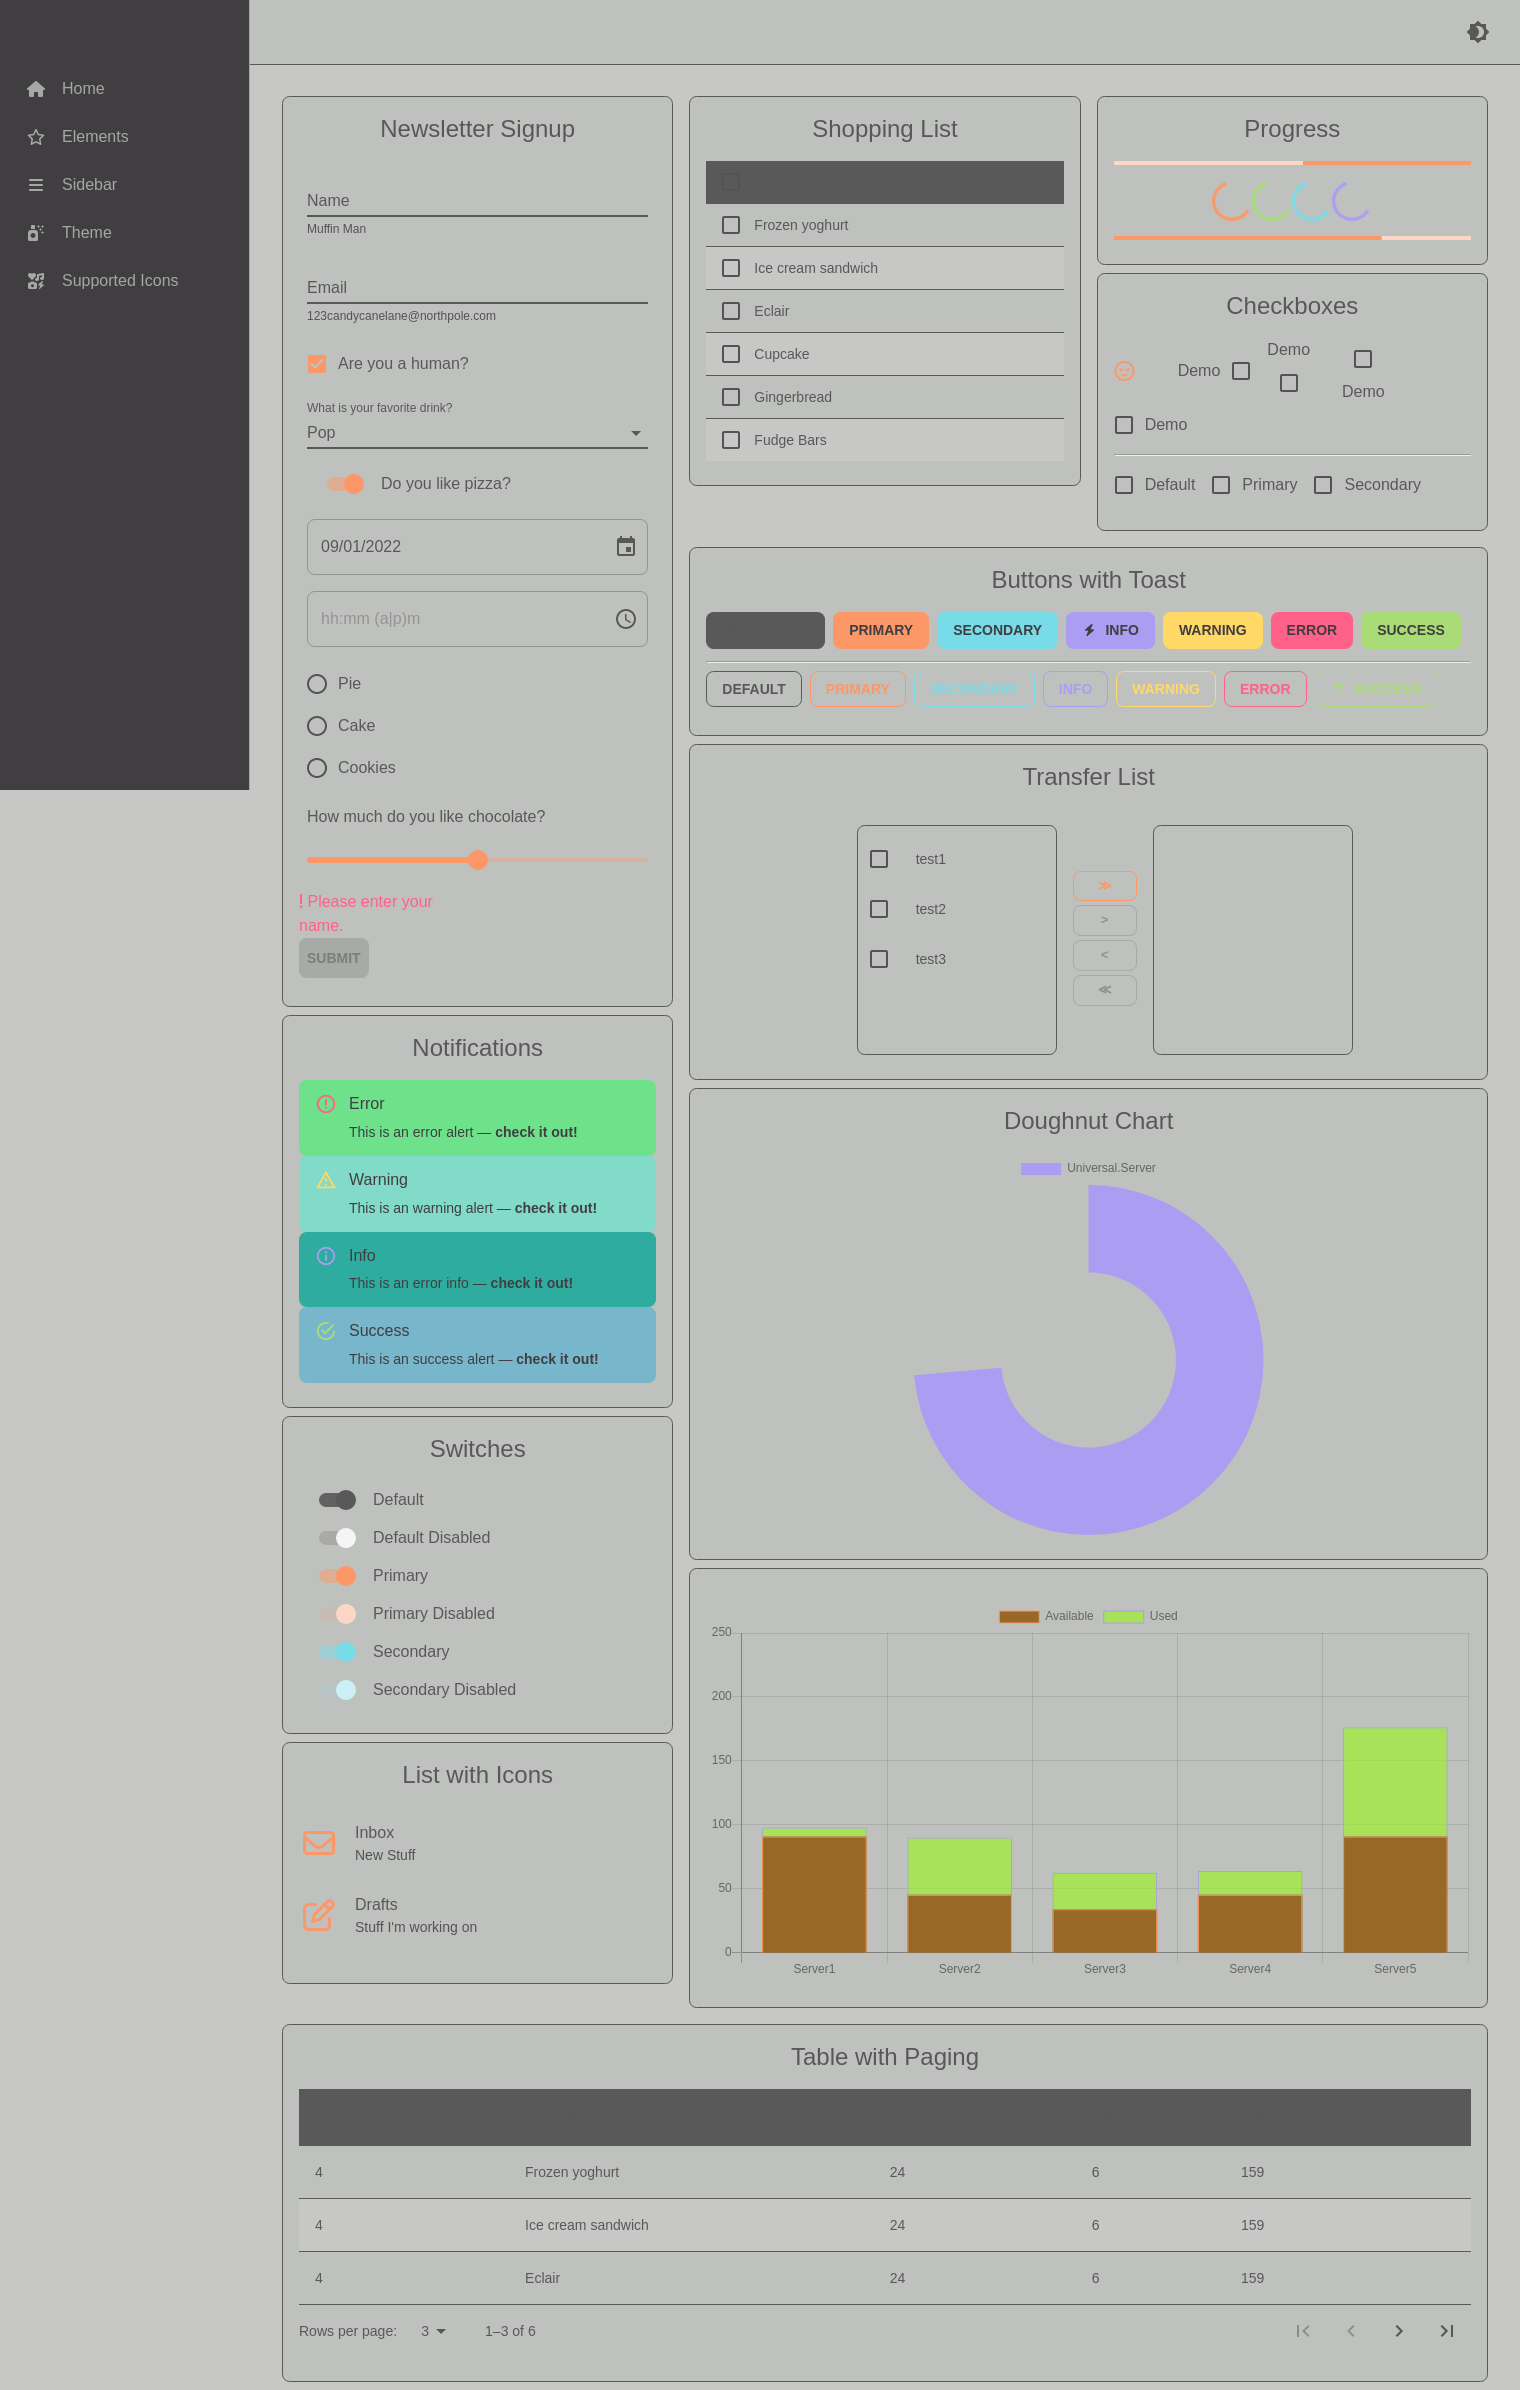 Home
Elements
Sidebar
Theme
Supported Icons
Newsletter Signup
Name
Muffin Man
Email
123candycanelane@northpole.com
Are you a human?
What is your favorite drink?
Pop
Do you like pizza?
09/01/2022
hh:mm (a|p)m
Pie
Cake
Cookies
How much do you like chocolate?
! Please enter your
name.
SUBMIT
Notifications
Error
This is an error alert — check it out!
Warning
This is an warning alert — check it out!
Info
This is an error info — check it out!
Success
This is an success alert — check it out!
Switches
Default
Default Disabled
Primary
Primary Disabled
Secondary
Secondary Disabled
List with Icons
Inbox
New Stuff
Drafts
Stuff I'm working on
Shopping List
Frozen yoghurt
Ice cream sandwich
Eclair
Cupcake
Gingerbread
Fudge Bars
Progress
Checkboxes
Demo
Demo
Demo
Demo
Default Primary Secondary
Buttons with Toast
PRIMARY SECONDARY INFO WARNING ERROR SUCCESS
DEFAULT PRIMARY SECONDARY INFO WARNING ERROR SUCCESS
Transfer List
test1
test2
test3
≫
>
<
≪
Doughnut Chart
Universal.Server
Available Used
250
200
150
100
50
0
Server1 Server2 Server3 Server4 Server5
Table with Paging
4 Frozen yoghurt 24 6 159
4 Ice cream sandwich 24 6 159
4 Eclair 24 6 159
Rows per page: 3 1–3 of 6